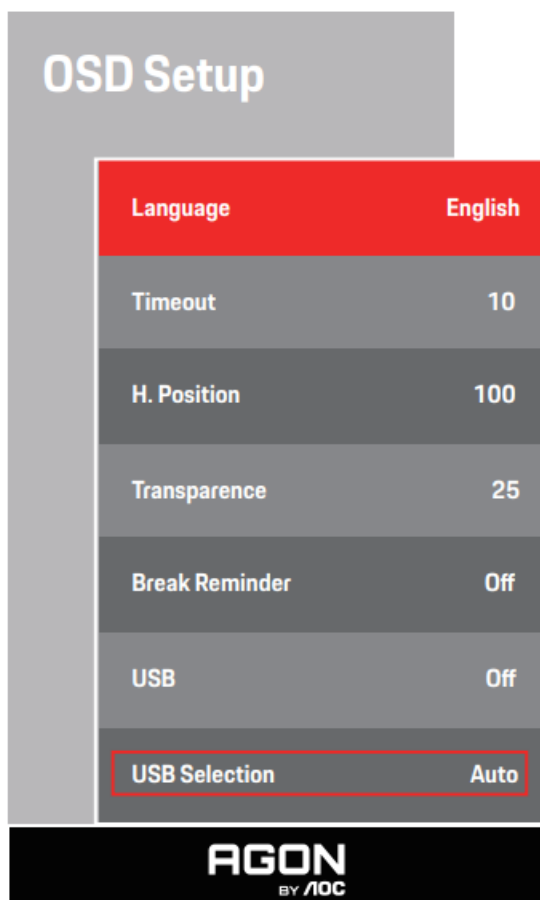 OSD Setup
Language English
Timeout 10
H. Position 100
Transparence 25
Break Reminder Off
USB Off
USB Selection Auto
AGON
BY AOC